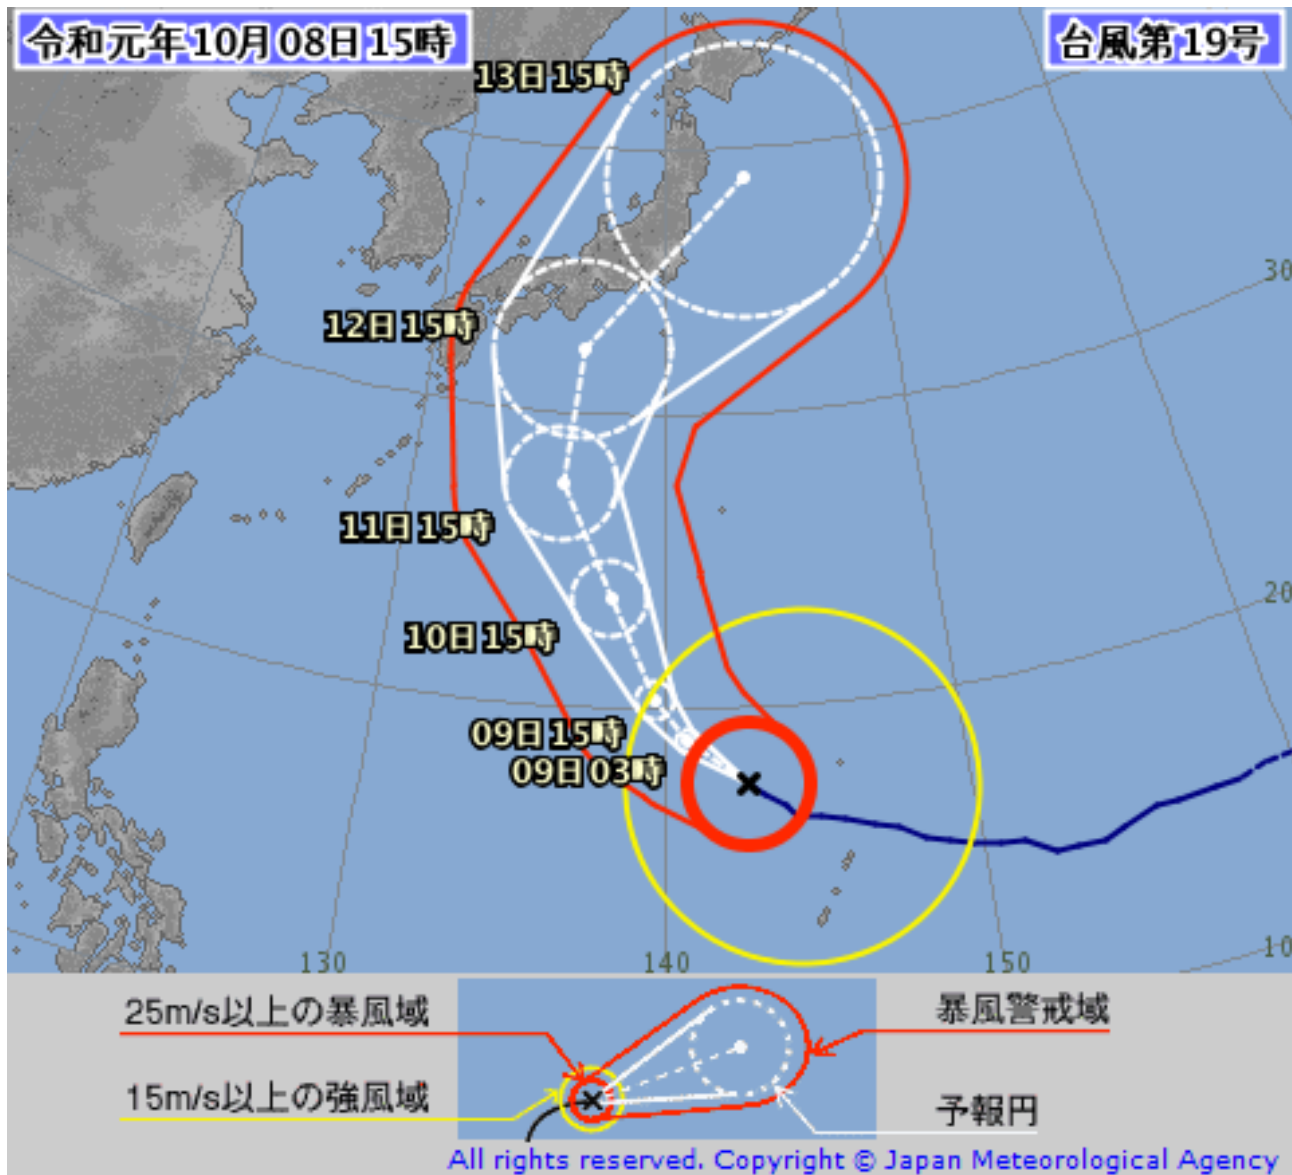 令和元年10月08日15時
台風第19号
13日15時
30
12日15時
11日15時
20
10日15時
09日15時
09日03時
130
140
150
10
25m/s以上の暴風域
暴風警戒域
15m/s以上の強風域
予報円
All rights reserved. Copyright © Japan Meteorological Agency